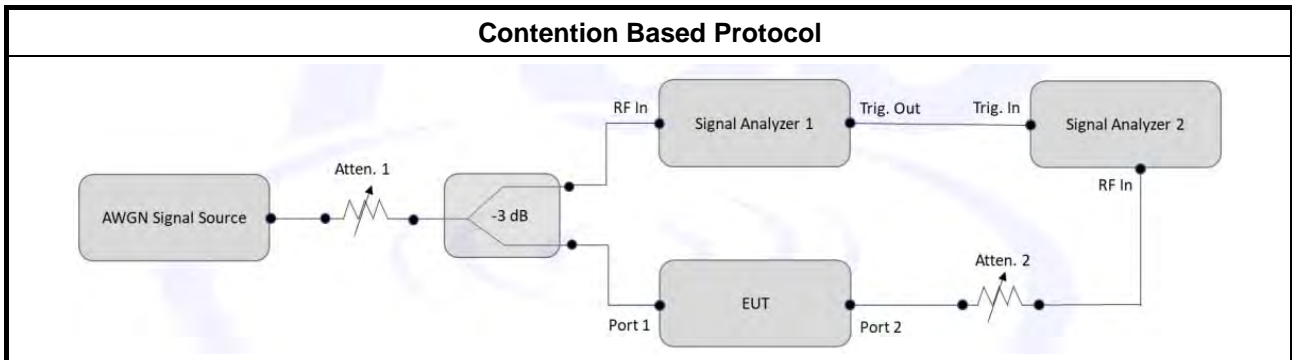 Contention Based Protocol
RF In
Signal Analyzer 1
Trig. Out
Trig. In
Signal Analyzer 2
RF In
Atten. 1
AWGN Signal Source
-3 dB
Atten. 2
EUT
Port 1
Port 2